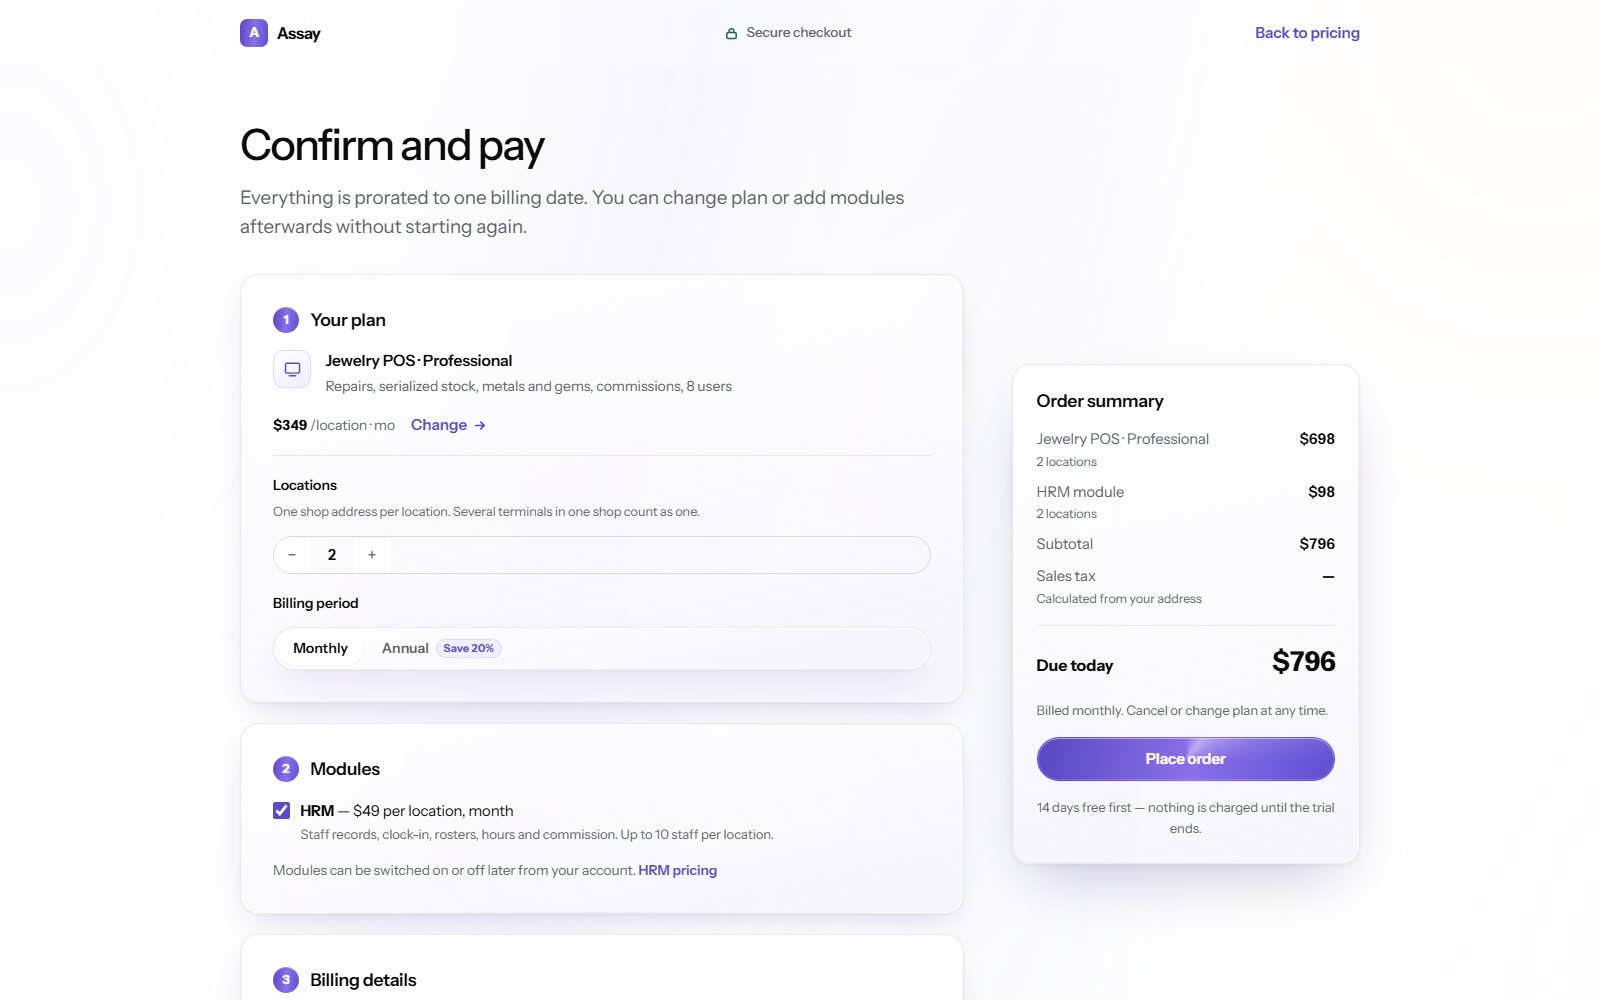 A Assay
Secure checkout
Back to pricing
Confirm and pay
Everything is prorated to one billing date. You can change plan or add modules
afterwards without starting again.
1 Your plan
Jewelry POS · Professional
Repairs, serialized stock, metals and gems, commissions, 8 users
$349 /location · mo Change →
Locations
One shop address per location. Several terminals in one shop count as one.
− 2 +
Billing period
Monthly Annual Save 20%
2 Modules
HRM — $49 per location, month
Staff records, clock-in, rosters, hours and commission. Up to 10 staff per location.
Modules can be switched on or off later from your account. HRM pricing
3 Billing details
Order summary
Jewelry POS · Professional $698
2 locations
HRM module $98
2 locations
Subtotal $796
Sales tax —
Calculated from your address
Due today $796
Billed monthly. Cancel or change plan at any time.
Place order
14 days free first — nothing is charged until the trial
ends.